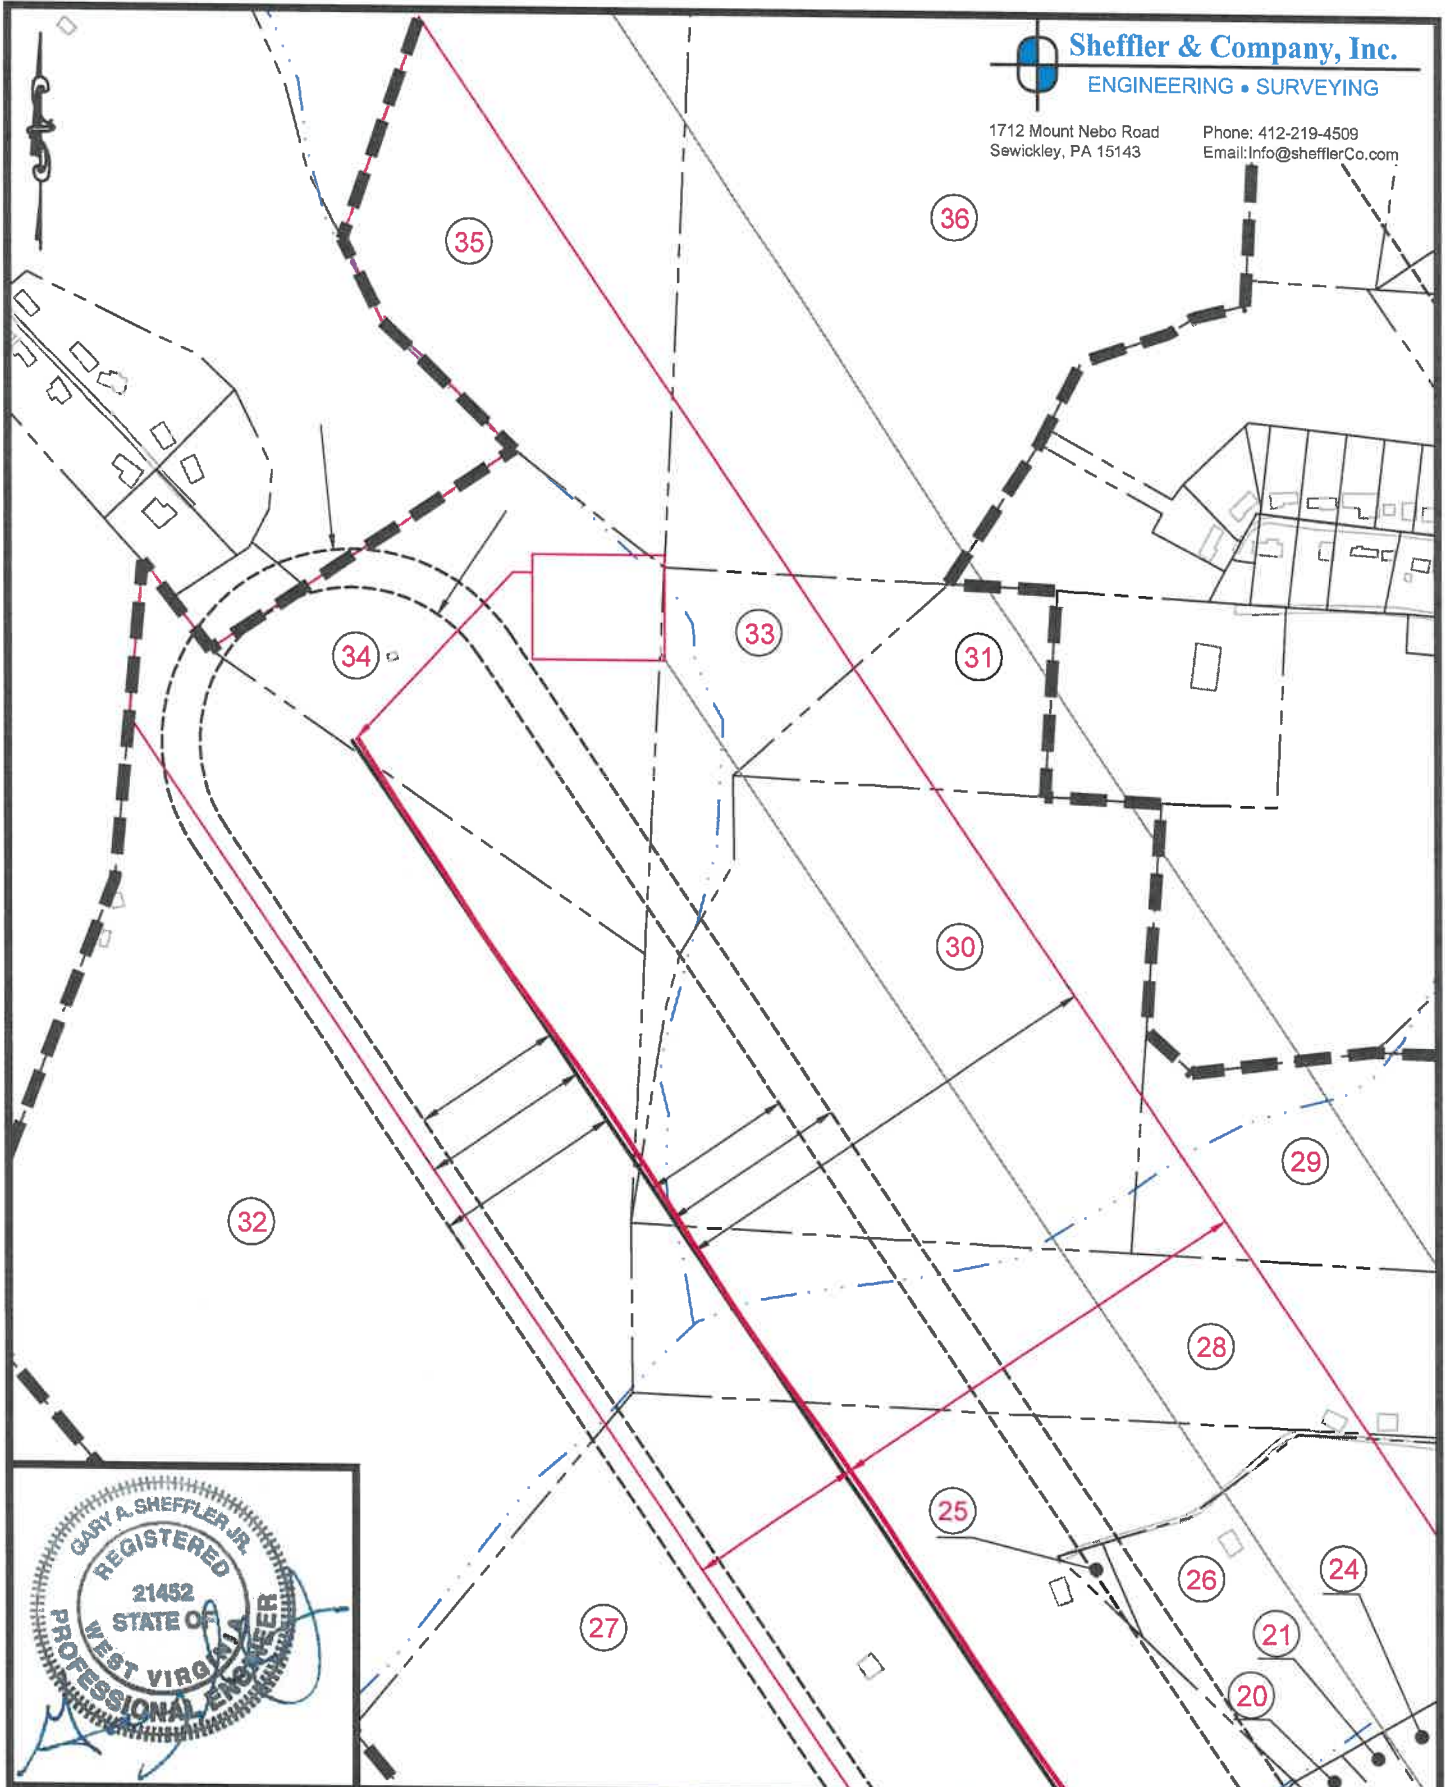 Sheffler & Company, Inc.
ENGINEERING • SURVEYING
1712 Mount Nebo Road
Sewickley, PA 15143
Phone: 412-219-4509
Email:Info@shefflerCo.com
36
35
34
33
31
30
29
32
28
25
26
24
27
21
20
GARY A. SHEFFLER JR.
REGISTERED
21452
STATE OF
WEST VIRGINIA
PROFESSIONAL ENGINEER